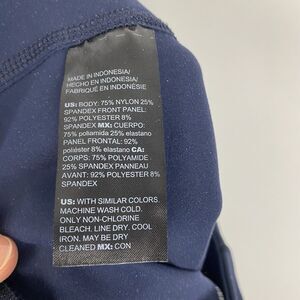 MADE IN INDONESIA/
HECHO EN INDONESIA/
FABRIQUÉ EN INDONÉSIE
US: BODY: 75% NYLON 25%
SPANDEX FRONT PANEL:
92% POLYESTER 8%
SPANDEX MX: CUERPO:
75% poliamida 25% elastano
PANEL FRONTAL: 92%
poliéster 8% elastano CA:
CORPS: 75% POLYAMIDE
25% SPANDEX PANNEAU
AVANT: 92% POLYESTER 8%
SPANDEX
US: WITH SIMILAR COLORS.
MACHINE WASH COLD.
ONLY NON-CHLORINE
BLEACH. LINE DRY. COOL
IRON. MAY BE DRY
CLEANED MX: CON